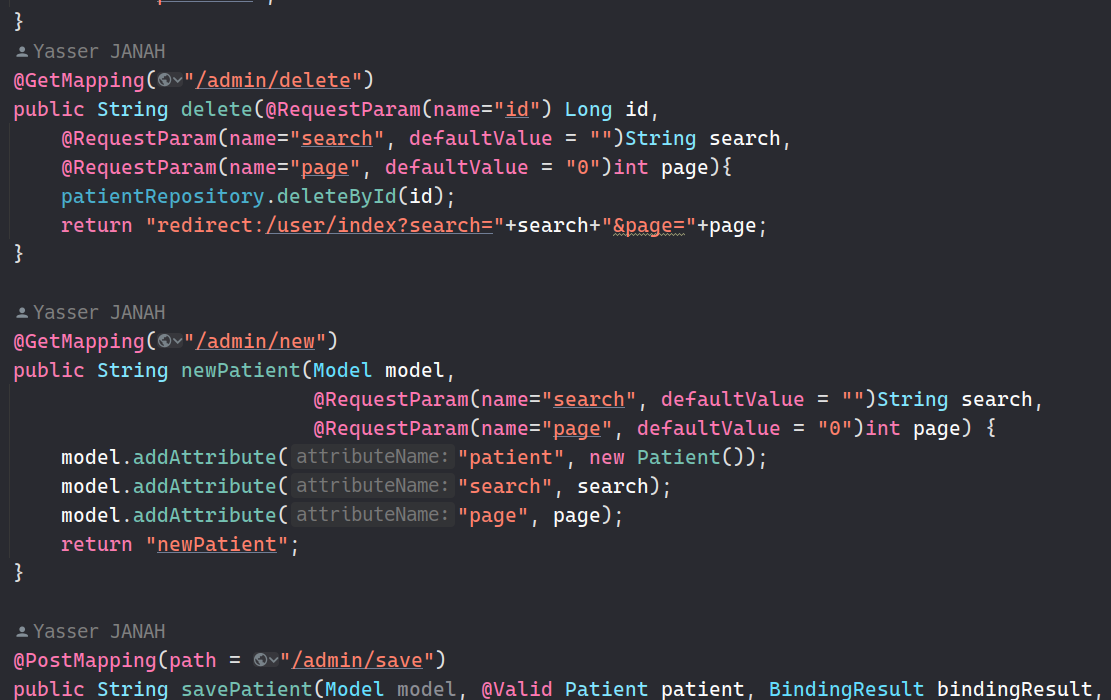 }
Yasser JANAH
@GetMapping("/admin/delete")
public String delete(@RequestParam(name="id") Long id,
    @RequestParam(name="search", defaultValue = "")String search,
    @RequestParam(name="page", defaultValue = "0")int page){
    patientRepository.deleteById(id);
    return "redirect:/user/index?search="+search+"&page="+page;
}
Yasser JANAH
@GetMapping("/admin/new")
public String newPatient(Model model,
                         @RequestParam(name="search", defaultValue = "")String search,
                         @RequestParam(name="page", defaultValue = "0")int page) {
    model.addAttribute( attributeName: "patient", new Patient());
    model.addAttribute( attributeName: "search", search);
    model.addAttribute( attributeName: "page", page);
    return "newPatient";
}
Yasser JANAH
@PostMapping(path = "/admin/save")
public String savePatient(Model model, @Valid Patient patient, BindingResult bindingResult,